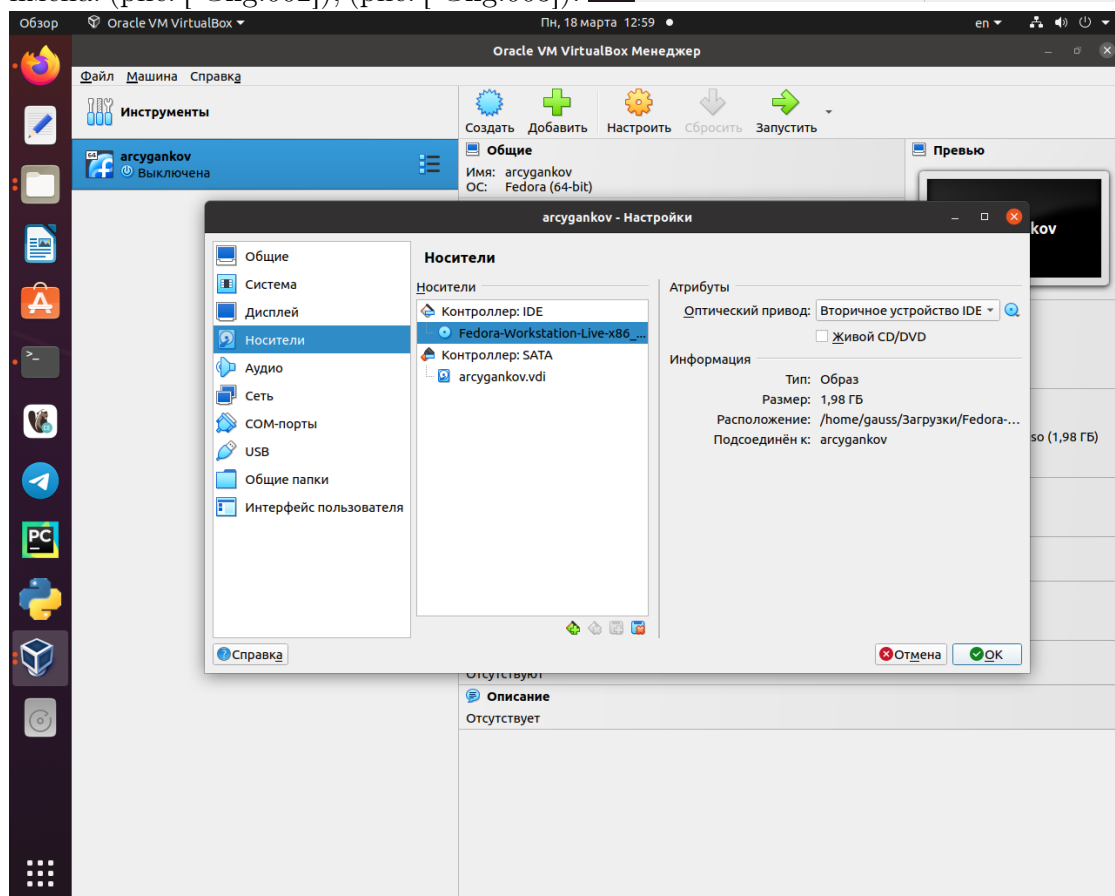 Обзор Oracle VM VirtualBox Пн, 18 марта 12:59 en
Oracle VM VirtualBox Менеджер
Файл Машина Справка
Инструменты
Создать Добавить Настроить Сбросить Запустить
64 arcygankov
Выключена
Общие
Имя: arcygankov
ОС: Fedora (64-bit)
Превью
kov
arcygankov - Настройки
Общие
Система
Дисплей
Носители
Аудио
Сеть
COM-порты
USB
Общие папки
Интерфейс пользователя
Носители
Носители
Контроллер: IDE
Fedora-Workstation-Live-x86_...
Контроллер: SATA
arcygankov.vdi
Атрибуты
Оптический привод: Вторичное устройство IDE
Живой CD/DVD
Информация
Тип: Образ
Размер: 1,98 ГБ
Расположение: /home/gauss/Загрузки/Fedora-...
Подсоединён к: arcygankov
so (1,98 ГБ)
Справка
Отмена OK
Отсутствуют
Описание
Отсутствует
PC